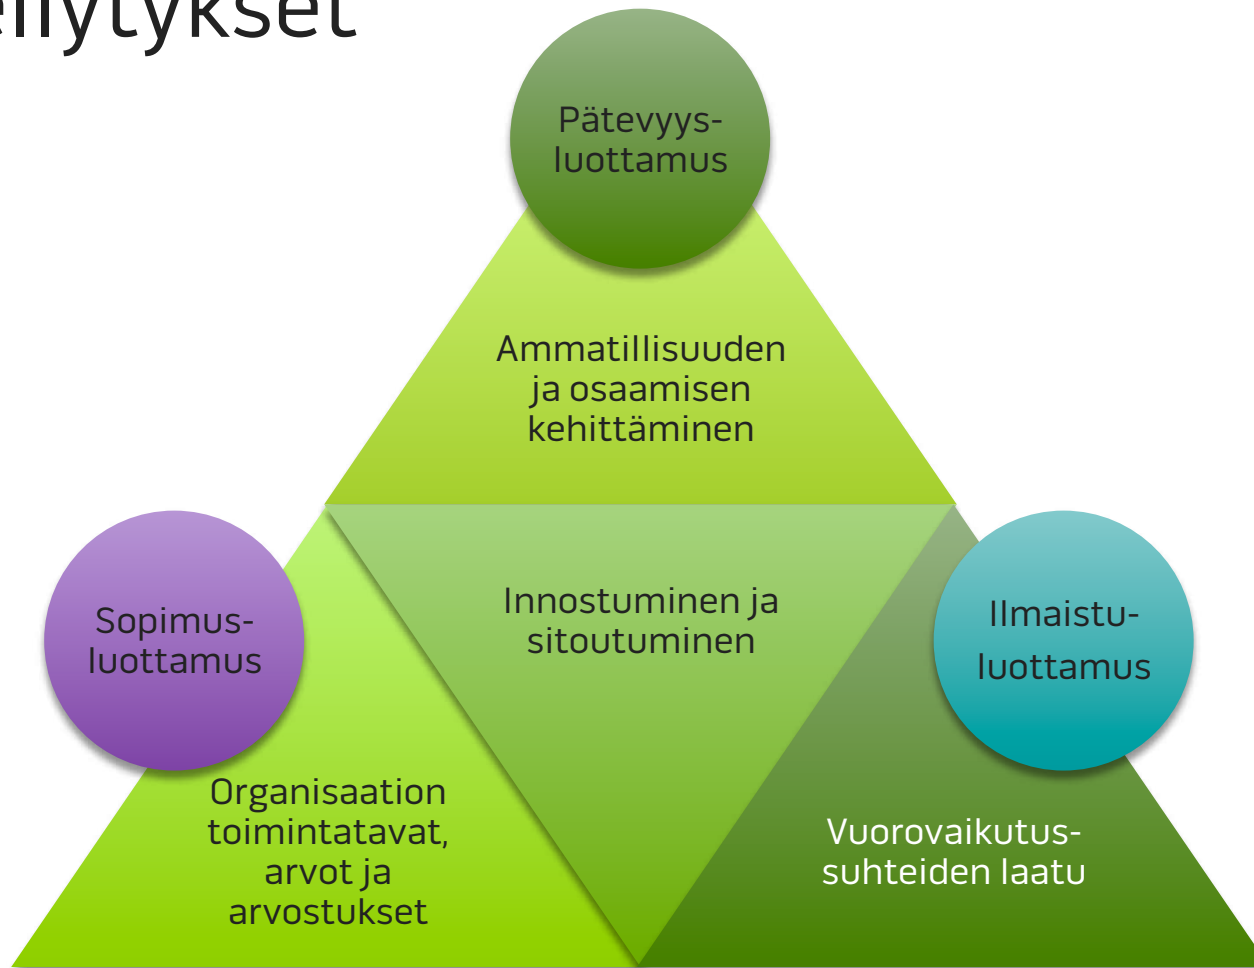 ellytykset
Pätevyys-
luottamus
Ammatillisuuden
ja osaamisen
kehittäminen
Innostuminen ja
sitoutuminen
Sopimus-
luottamus
Ilmaistu-
luottamus
Organisaation
toimintatavat,
arvot ja
arvostukset
Vuorovaikutus-
suhteiden laatu